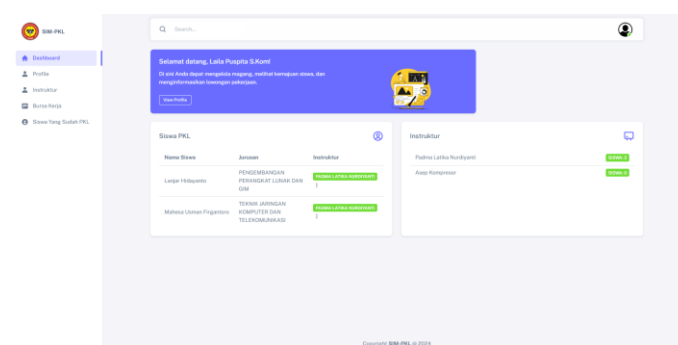 SIM-PKL
Search...
Dashboard
Profile
Instruktur
Bursa Kerja
Siswa Yang Sudah PKL
Selamat datang, Laila Puspita S.Kom!
Di sini Anda dapat mengelola magang, melihat kemajuan siswa, dan
menginformasikan lowongan pekerjaan.
View Profile
Siswa PKL
Nama Siswa Jurusan Instruktur
Lanjar Hidayanto PENGEMBANGAN PERANGKAT LUNAK DAN GIM PADMA LATIKA NURDIYANTI
Mahesa Usman Firgantoro TEKNIK JARINGAN KOMPUTER DAN TELEKOMUNIKASI PADMA LATIKA NURDIYANTI
Instruktur
Padma Latika Nurdiyanti SISWA: 2
Asep Kompresor SISWA: 0
Copyright SIM-PKL © 2024